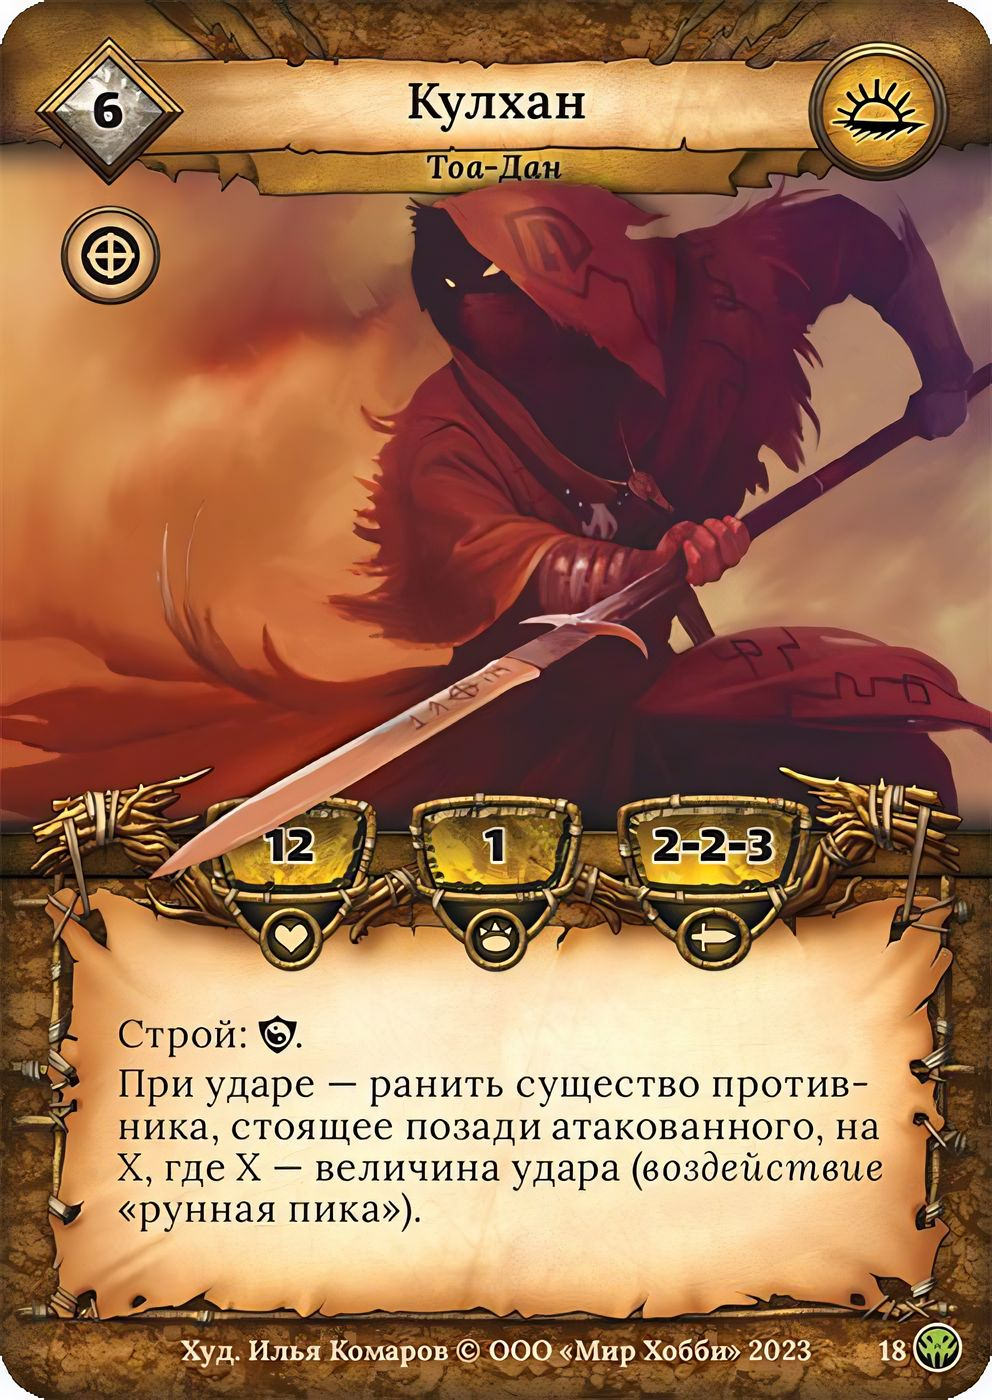 6
Кулхан
Тоа-Дан
12
1
2-2-3
Строй: .
При ударе — ранить существо против-
ника, стоящее позади атакованного, на
X, где X — величина удара (воздействие
«рунная пика»).
Худ. Илья Комаров © ООО «Мир Хобби» 2023
18